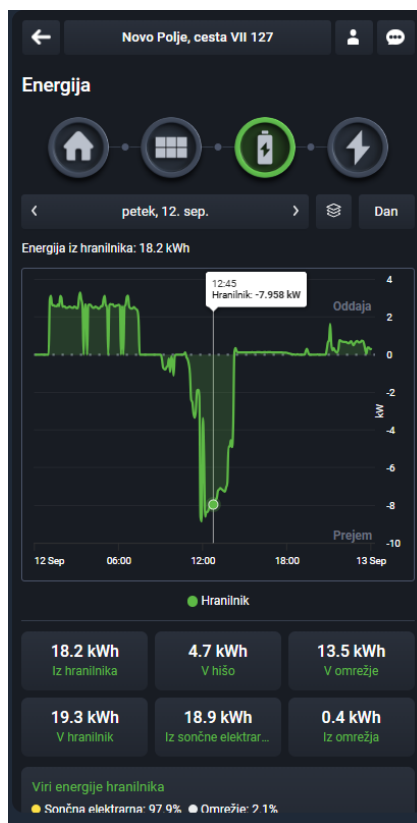 Novo Polje, cesta VII 127
Energija
petek, 12. sep.
Dan
Energija iz hranilnika: 18.2 kWh
12:45
Hranilnik: -7.958 kW
Oddaja
4
2
0
-2
kW
-4
-6
-8
Prejem
-10
12 Sep 06:00 12:00 18:00 13 Sep
Hranilnik
18.2 kWh 4.7 kWh 13.5 kWh
Iz hranilnika V hišo V omrežje
19.3 kWh 18.9 kWh 0.4 kWh
V hranilnik Iz sončne elektrar... Iz omrežja
Viri energije hranilnika
Sončna elektrarna: 97.9% Omrežje: 2.1%